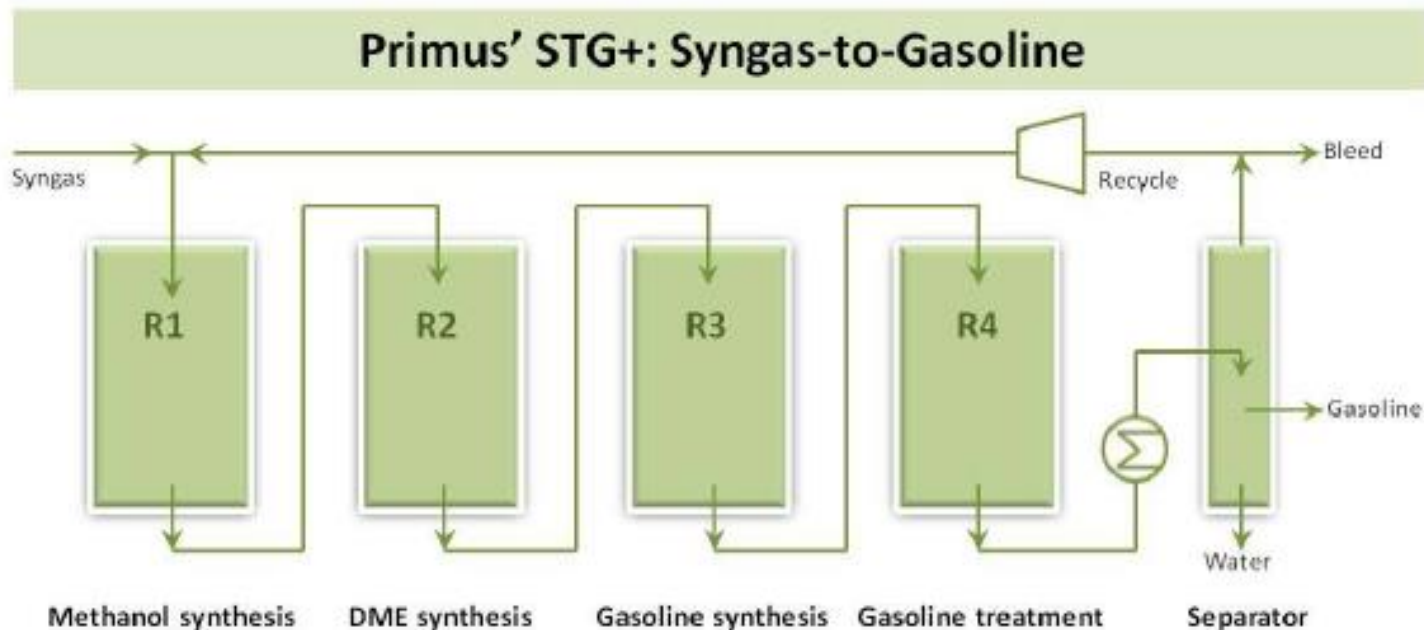 Primus’ STG+: Syngas-to-Gasoline
Syngas
Recycle
Bleed
R1
R2
R3
R4
Gasoline
Water
Methanol synthesis
DME synthesis
Gasoline synthesis
Gasoline treatment
Separator